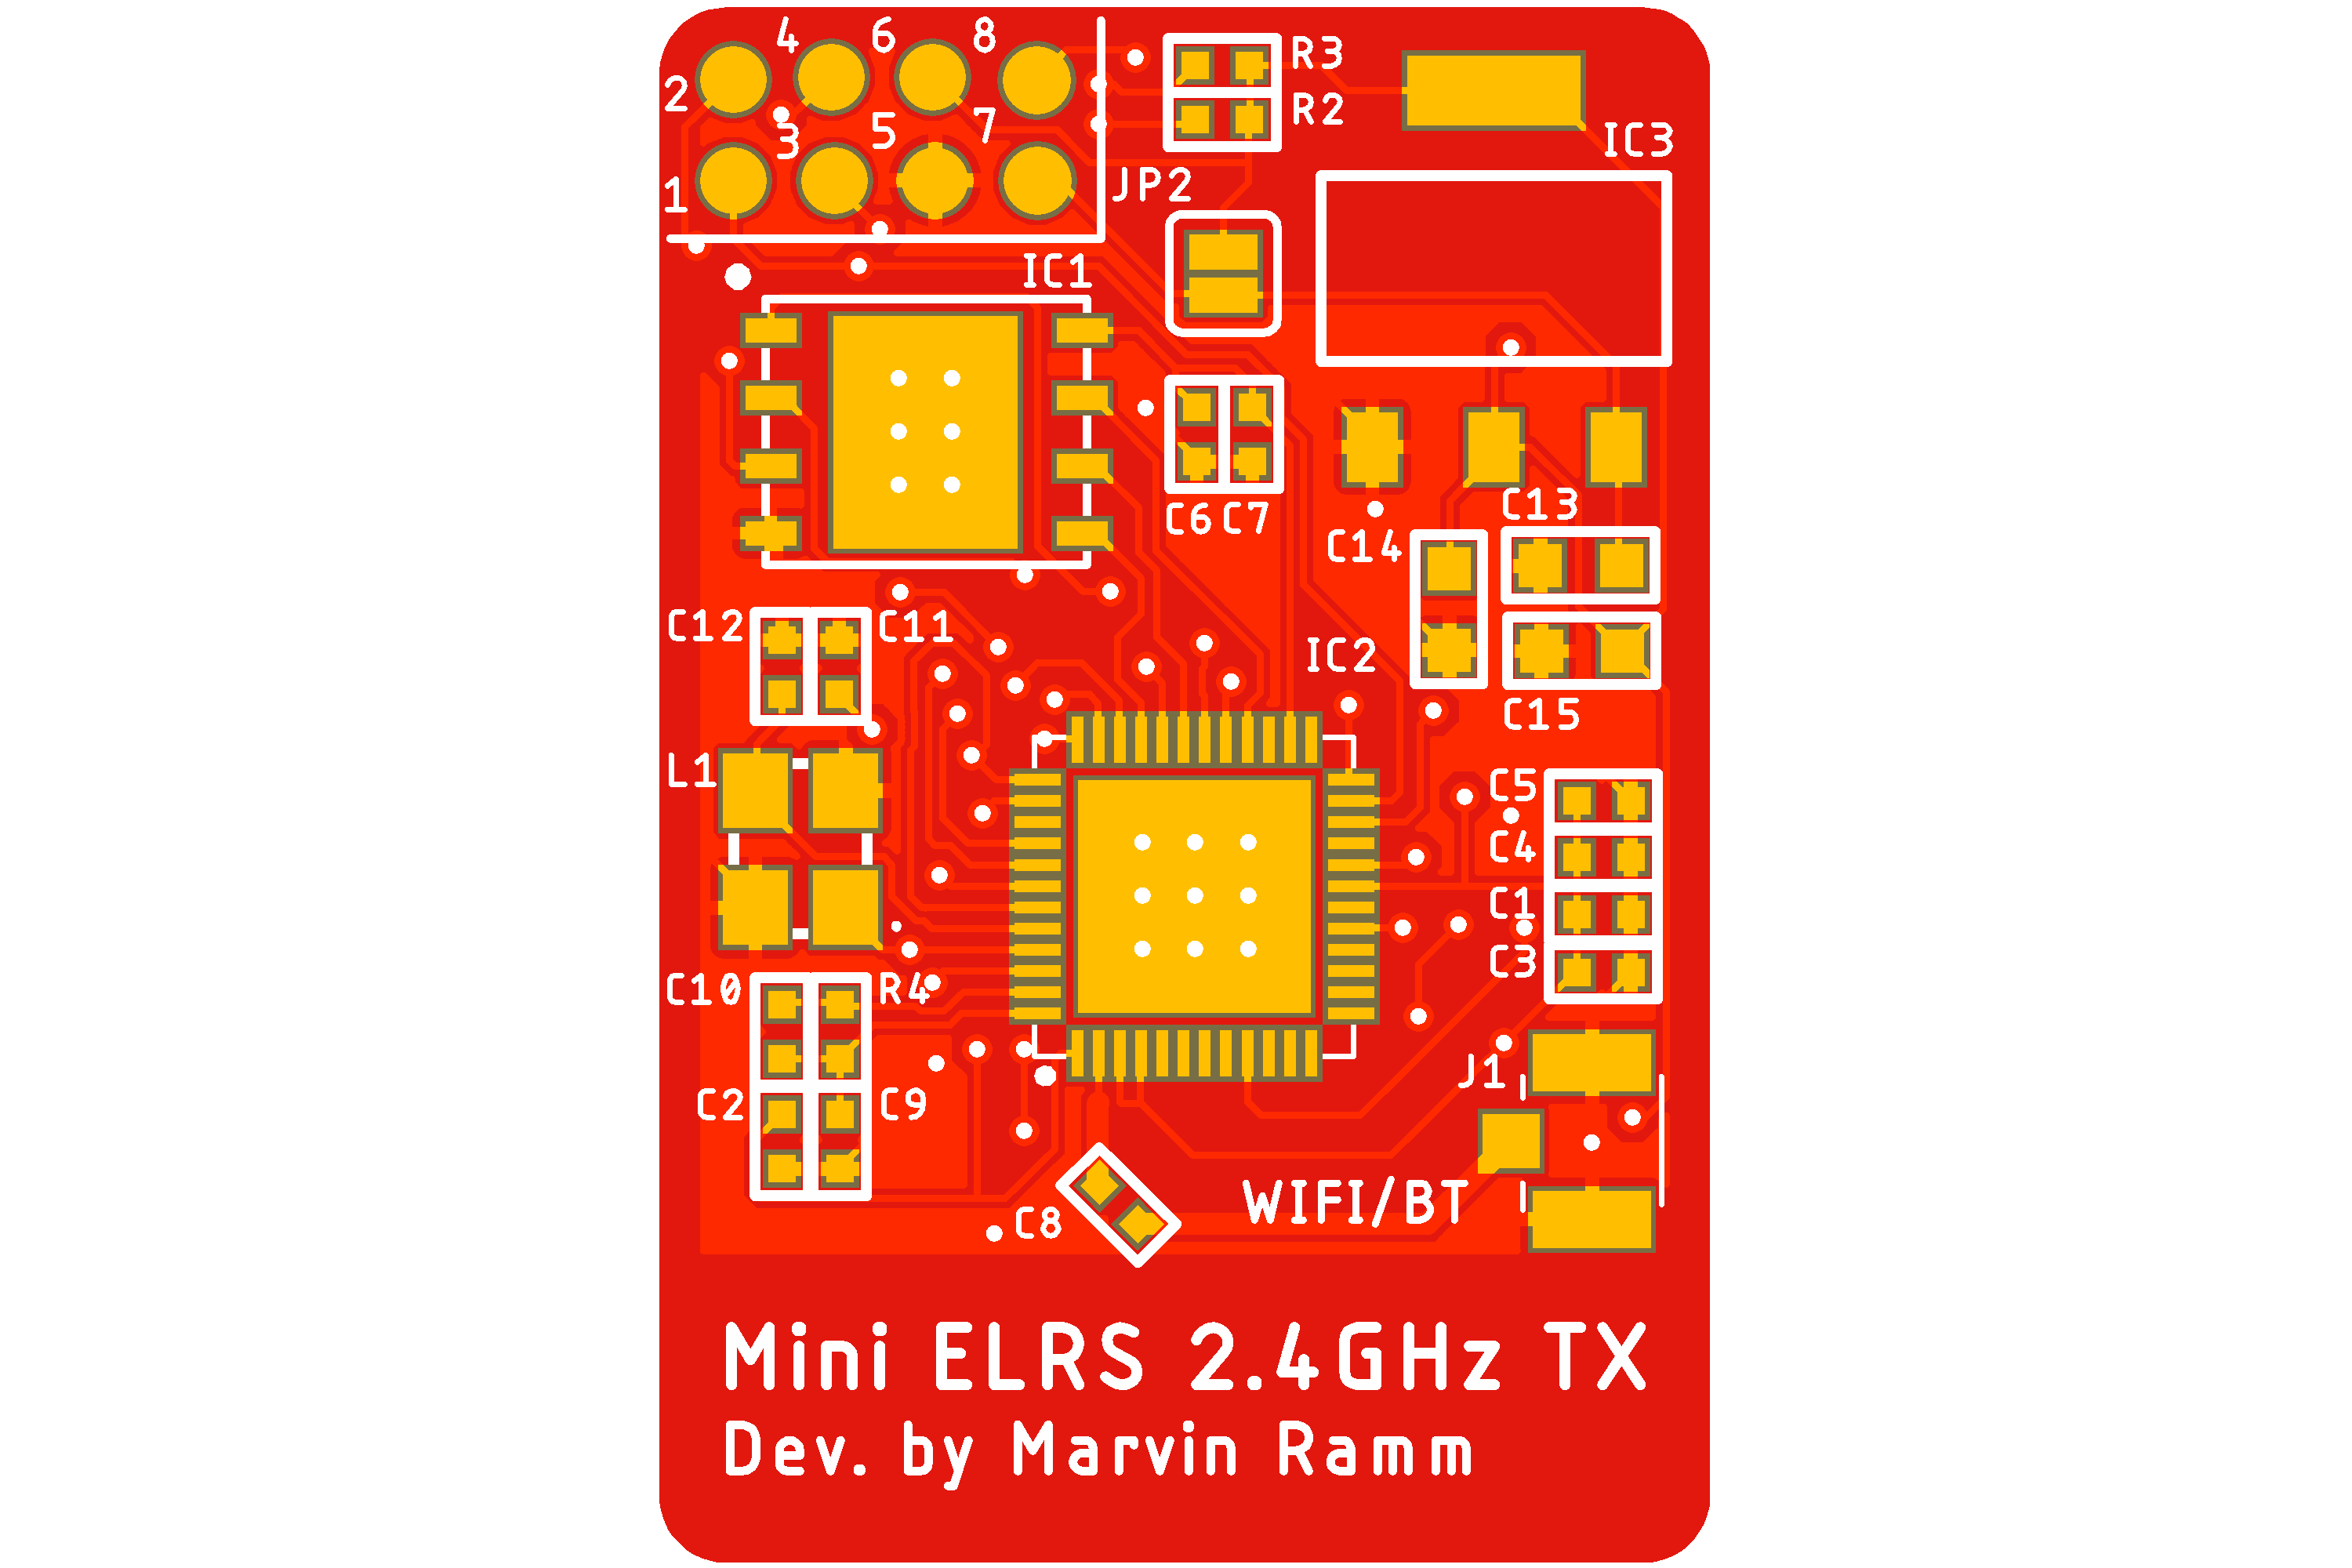 4 6 8
R3
2
R2
3 5 7
IC3
1
JP2
IC1
C13
C6 C7
C14
C12 C11
IC2
C15
L1
C5
C4
C1
C3
C10 R4
J1
C2 C9
WIFI/BT
C8
Mini ELRS 2.4GHz TX
Dev. by Marvin Ramm